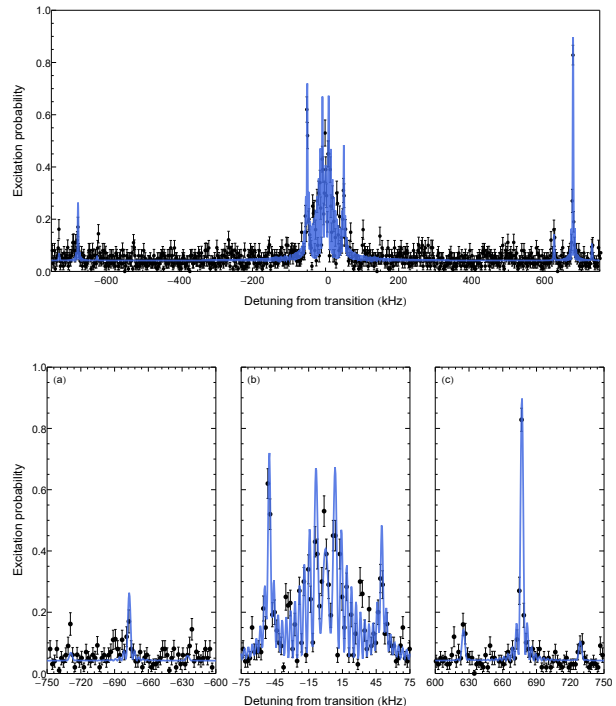 Excitation probability
1.0
0.8
0.6
0.4
0.2
0.0
−600 −400 −200 0 200 400 600
Detuning from transition (kHz)
Excitation probability
1.0
0.8
0.6
0.4
0.2
0.0
(a) (b) (c)
−750 −720 −690 −660 −630 −600 −75 −45 −15 15 45 75 600 630 660 690 720 750
Detuning from transition (kHz)